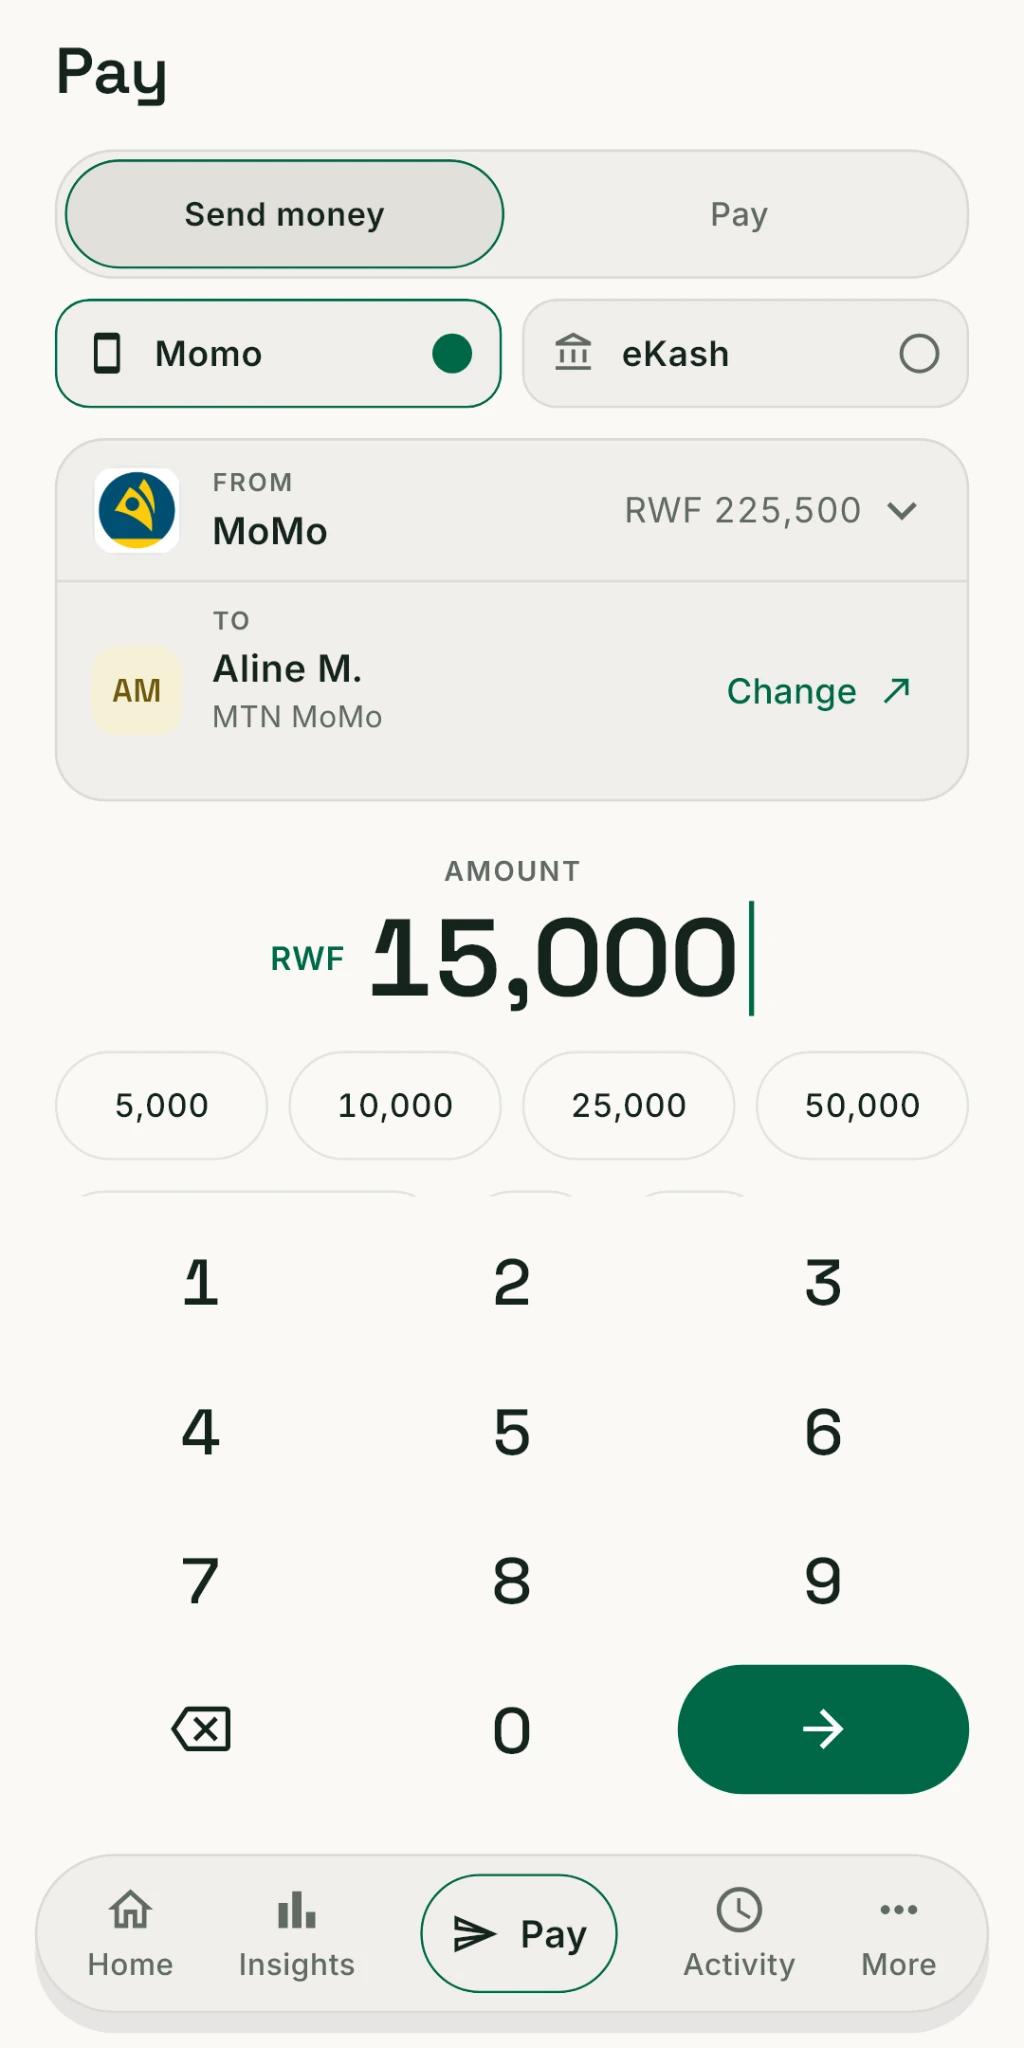 Pay
Send money
Pay
Momo
eKash
FROM
MoMo
RWF 225,500
TO
Aline M.
MTN MoMo
Change
AMOUNT
RWF 15,000
5,000
10,000
25,000
50,000
1 2 3
4 5 6
7 8 9
0
Home
Insights
Pay
Activity
More